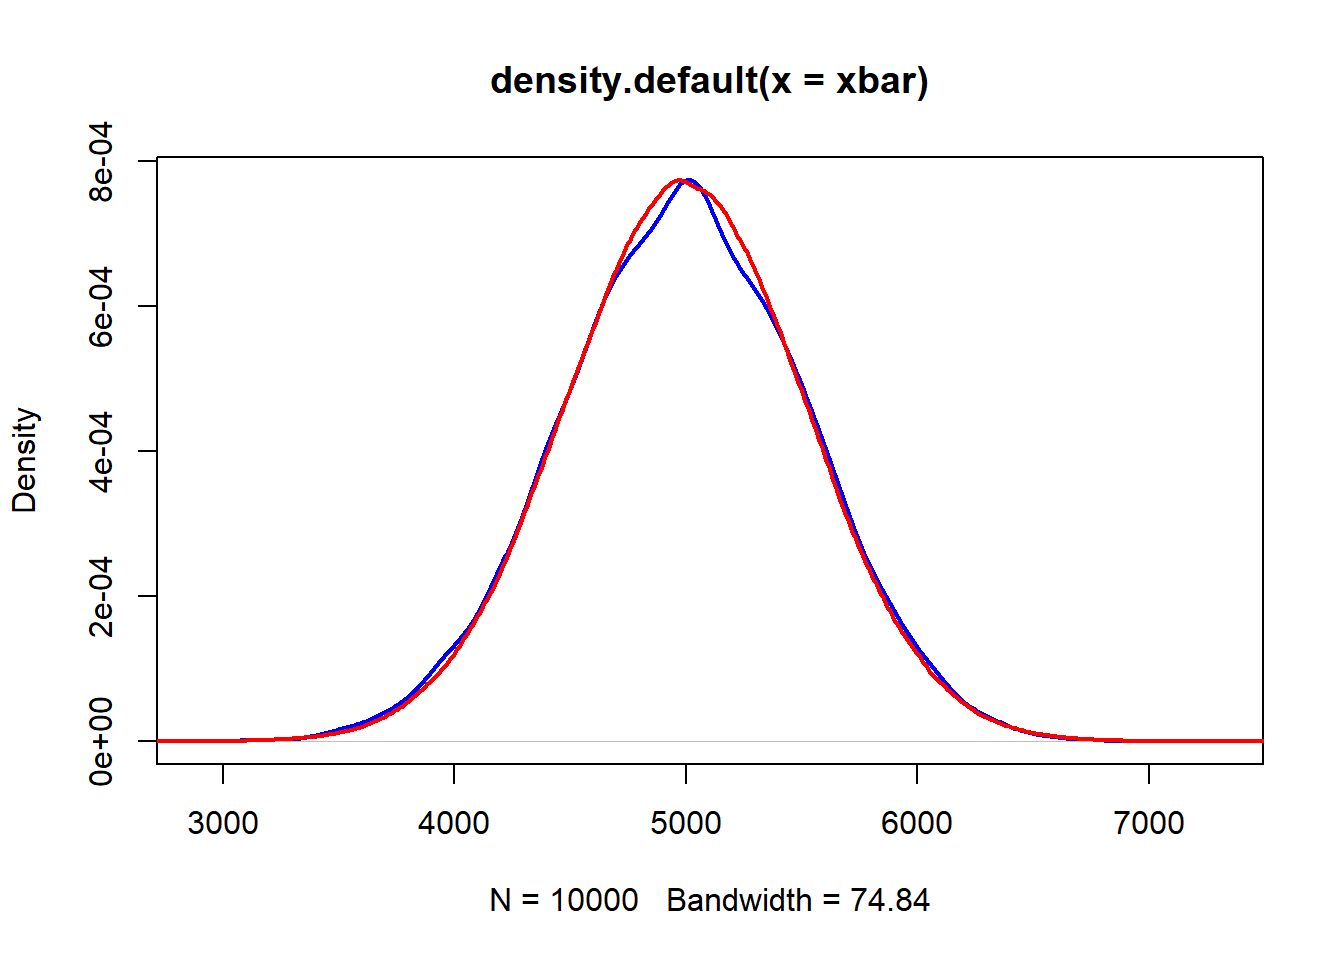 density.default(x = xbar)
8e-04
6e-04
4e-04
2e-04
0e+00
Density
3000 4000 5000 6000 7000
N = 10000 Bandwidth = 74.84